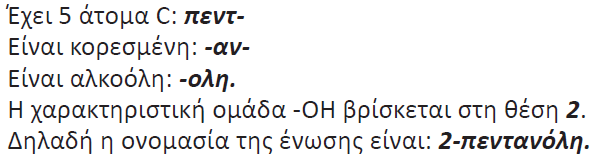 Έχει 5 άτομα C: πεντ-
Είναι κορεσμένη: -αν-
Είναι αλκοόλη: -ολη.
Η χαρακτηριστική ομάδα -ΟΗ βρίσκεται στη θέση 2.
Δηλαδή η ονομασία της ένωσης είναι: 2-πεντανόλη.